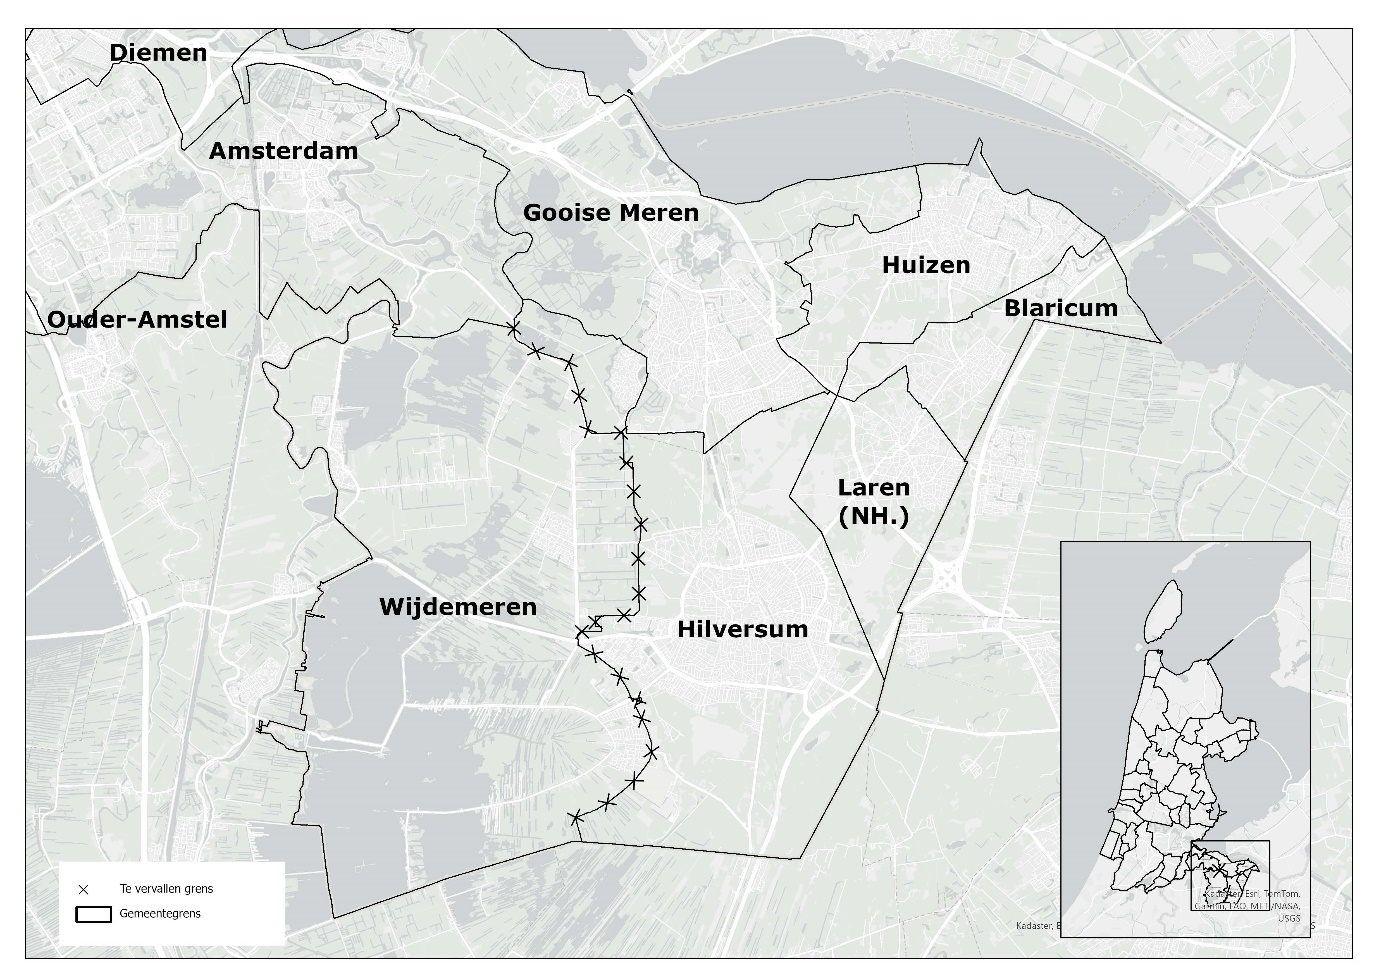 Diemen
Amsterdam
Gooise Meren
Huizen
Blaricum
Ouder-Amstel
Laren
(NH.)
Wijdemeren
Hilversum
Te vervallen grens
Gemeentegrens
Kadaster, Esri, TomTom,
Garmin, FAO, METI/NASA,
USGS
Kadaster, E
S